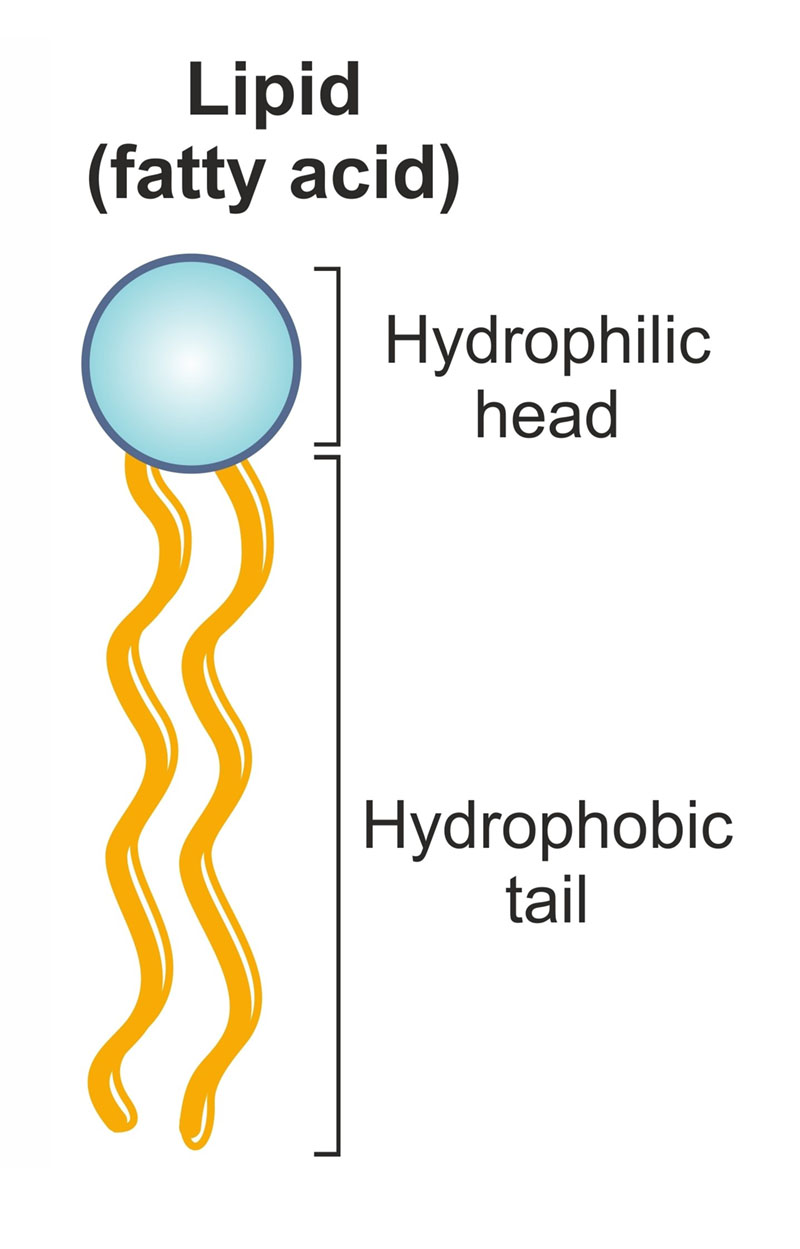 Lipid
(fatty acid)
Hydrophilic
head
Hydrophobic
tail